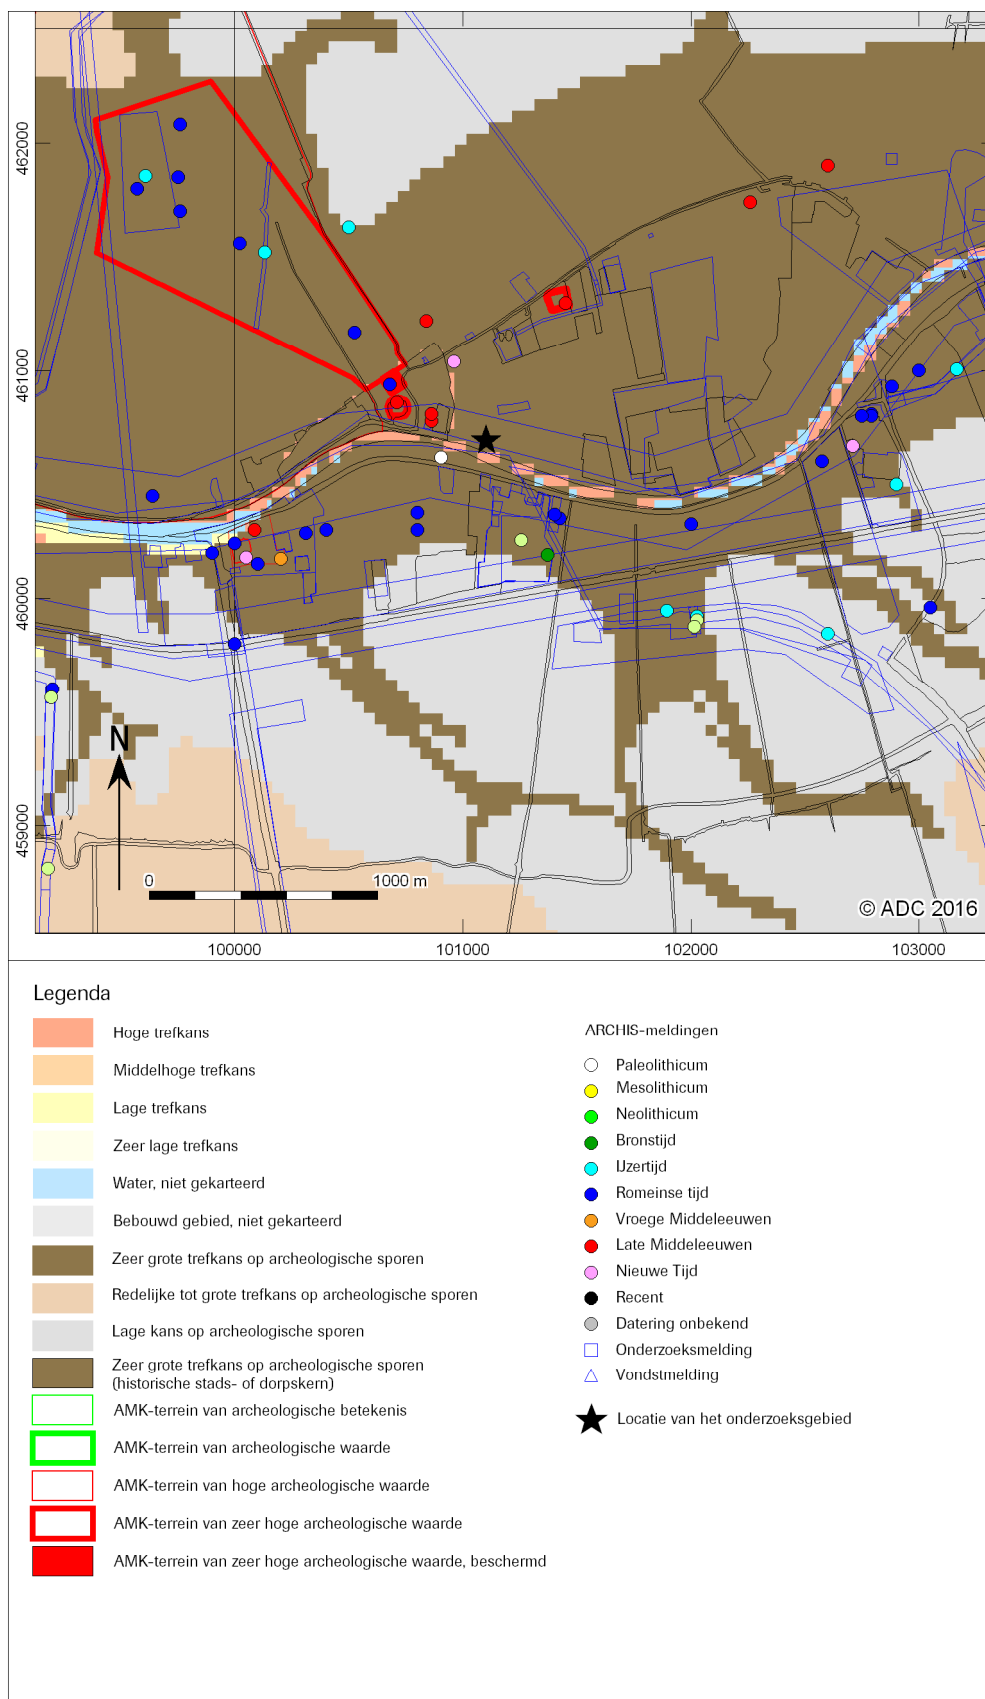 462000
461000
460000
459000
N
0
1000 m
© ADC 2016
100000
101000
102000
103000
Legenda
Hoge trefkans
Middelhoge trefkans
Lage trefkans
Zeer lage trefkans
Water, niet gekarteerd
Bebouwd gebied, niet gekarteerd
Zeer grote trefkans op archeologische sporen
Redelijke tot grote trefkans op archeologische sporen
Lage kans op archeologische sporen
Zeer grote trefkans op archeologische sporen
(historische stads- of dorpskern)
AMK-terrein van archeologische betekenis
AMK-terrein van archeologische waarde
AMK-terrein van hoge archeologische waarde
AMK-terrein van zeer hoge archeologische waarde
AMK-terrein van zeer hoge archeologische waarde, beschermd
ARCHIS-meldingen
Paleolithicum
Mesolithicum
Neolithicum
Bronstijd
IJzertijd
Romeinse tijd
Vroege Middeleeuwen
Late Middeleeuwen
Nieuwe Tijd
Recent
Datering onbekend
Onderzoeksmelding
Vondstmelding
Locatie van het onderzoeksgebied